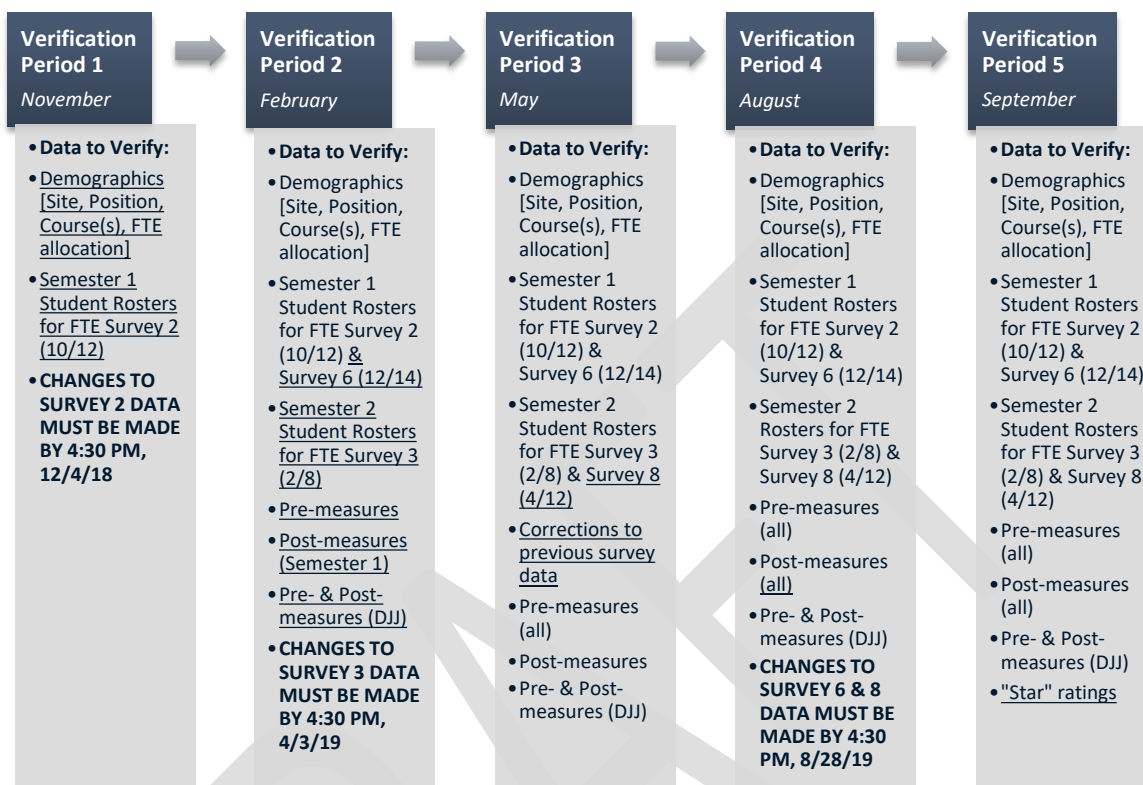 Verification
Period 1
November
• Data to Verify:
• Demographics
[Site, Position,
Course(s), FTE
allocation]
• Semester 1
Student Rosters
for FTE Survey 2
(10/12)
• CHANGES TO
SURVEY 2 DATA
MUST BE MADE
BY 4:30 PM,
12/4/18
Verification
Period 2
February
• Data to Verify:
• Demographics
[Site, Position,
Course(s), FTE
allocation]
• Semester 1
Student Rosters
for FTE Survey 2
(10/12) &
Survey 6 (12/14)
• Semester 2
Student Rosters
for FTE Survey 3
(2/8)
• Pre-measures
• Post-measures
(Semester 1)
• Pre- & Post-
measures (DJJ)
• CHANGES TO
SURVEY 3 DATA
MUST BE MADE
BY 4:30 PM,
4/3/19
Verification
Period 3
May
• Data to Verify:
• Demographics
[Site, Position,
Course(s), FTE
allocation]
• Semester 1
Student Rosters
for FTE Survey 2
(10/12) &
Survey 6 (12/14)
• Semester 2
Student Rosters
for FTE Survey 3
(2/8) & Survey 8
(4/12)
• Corrections to
previous survey
data
• Pre-measures
(all)
• Post-measures
• Pre- & Post-
measures (DJJ)
Verification
Period 4
August
• Data to Verify:
• Demographics
[Site, Position,
Course(s), FTE
allocation]
• Semester 1
Student Rosters
for FTE Survey 2
(10/12) &
Survey 6 (12/14)
• Semester 2
Rosters for FTE
Survey 3 (2/8) &
Survey 8 (4/12)
• Pre-measures
(all)
• Post-measures
(all)
• Pre- & Post-
measures (DJJ)
• CHANGES TO
SURVEY 6 & 8
DATA MUST BE
MADE BY 4:30
PM, 8/28/19
Verification
Period 5
September
• Data to Verify:
• Demographics
[Site, Position,
Course(s), FTE
allocation]
• Semester 1
Student Rosters
for FTE Survey 2
(10/12) &
Survey 6 (12/14)
• Semester 2
Student Rosters
for FTE Survey 3
(2/8) & Survey 8
(4/12)
• Pre-measures
(all)
• Post-measures
(all)
• Pre- & Post-
measures (DJJ)
• "Star" ratings